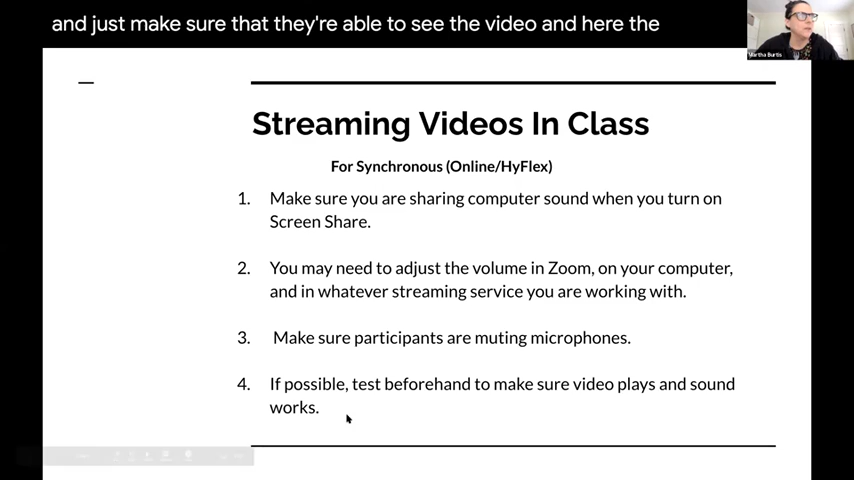 and just make sure that they're able to see the video and here the
Martha Burtis
Streaming Videos In Class
For Synchronous (Online/HyFlex)
1. Make sure you are sharing computer sound when you turn on
Screen Share.
2. You may need to adjust the volume in Zoom, on your computer,
and in whatever streaming service you are working with.
3. Make sure participants are muting microphones.
4. If possible, test beforehand to make sure video plays and sound
works.